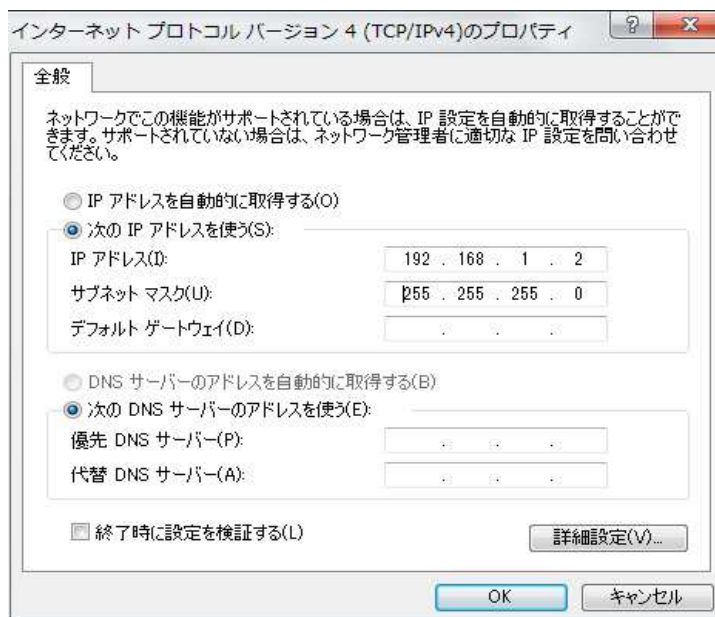 インターネット プロトコル バージョン 4 (TCP/IPv4)のプロパティ
全般
ネットワークでこの機能がサポートされている場合は、IP 設定を自動的に取得することがで
きます。サポートされていない場合は、ネットワーク管理者に適切な IP 設定を問い合わせ
てください。
IP アドレスを自動的に取得する(O)
次の IP アドレスを使う(S):
IP アドレス(I): 192 . 168 . 1 . 2
サブネット マスク(U): 255 . 255 . 255 . 0
デフォルト ゲートウェイ(D): . . .
DNS サーバーのアドレスを自動的に取得する(B)
次の DNS サーバーのアドレスを使う(E):
優先 DNS サーバー(P): . . .
代替 DNS サーバー(A): . . .
終了時に設定を検証する(L)
詳細設定(V)...
OK キャンセル